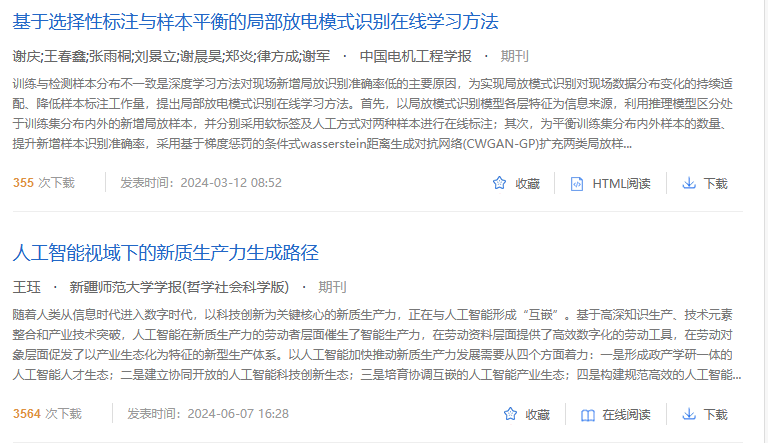 基于选择性标注与样本平衡的局部放电模式识别在线学习方法
谢庆;王春鑫;张雨桐;刘景立;谢晨昊;郑炎;律方成;谢军 · 中国电机工程学报 · 期刊
训练与检测样本分布不一致是深度学习方法对现场新增局放识别准确率低的主要原因，为实现局放模式识别对现场数据分布变化的持续适
配、降低样本标注工作量，提出局部放电模式识别在线学习方法。首先，以局放模式识别模型各层特征为信息来源，利用推理模型区分处
于训练集分布内外的新增局放样本，并分别采用软标签及人工方式对两种样本进行在线标注；其次，为平衡训练集分布内外样本的数量、
提升新增样本识别准确率，采用基于梯度惩罚的条件式wasserstein距离生成对抗网络(CWGAN-GP)扩充两类局放样...
355 次下载 发表时间：2024-03-12 08:52 收藏 HTML阅读 下载
人工智能视域下的新质生产力生成路径
王珏 · 新疆师范大学学报(哲学社会科学版) · 期刊
随着人类从信息时代进入数字时代，以科技创新为关键核心的新质生产力，正在与人工智能形成“互嵌”。基于高深知识生产、技术元素
整合和产业技术突破，人工智能在新质生产力的劳动者层面催生了智能生产力，在劳动资料层面提供了高效数字化的劳动工具，在劳动对
象层面促发了以产业生态化为特征的新型生产体系。以人工智能加快推动新质生产力发展需要从四个方面着力：一是形成政产学研一体的
人工智能人才生态；二是建立协同开放的人工智能科技创新生态；三是培育协调互嵌的人工智能产业生态；四是构建规范高效的人工智能...
3564 次下载 发表时间：2024-06-07 16:28 收藏 在线阅读 下载